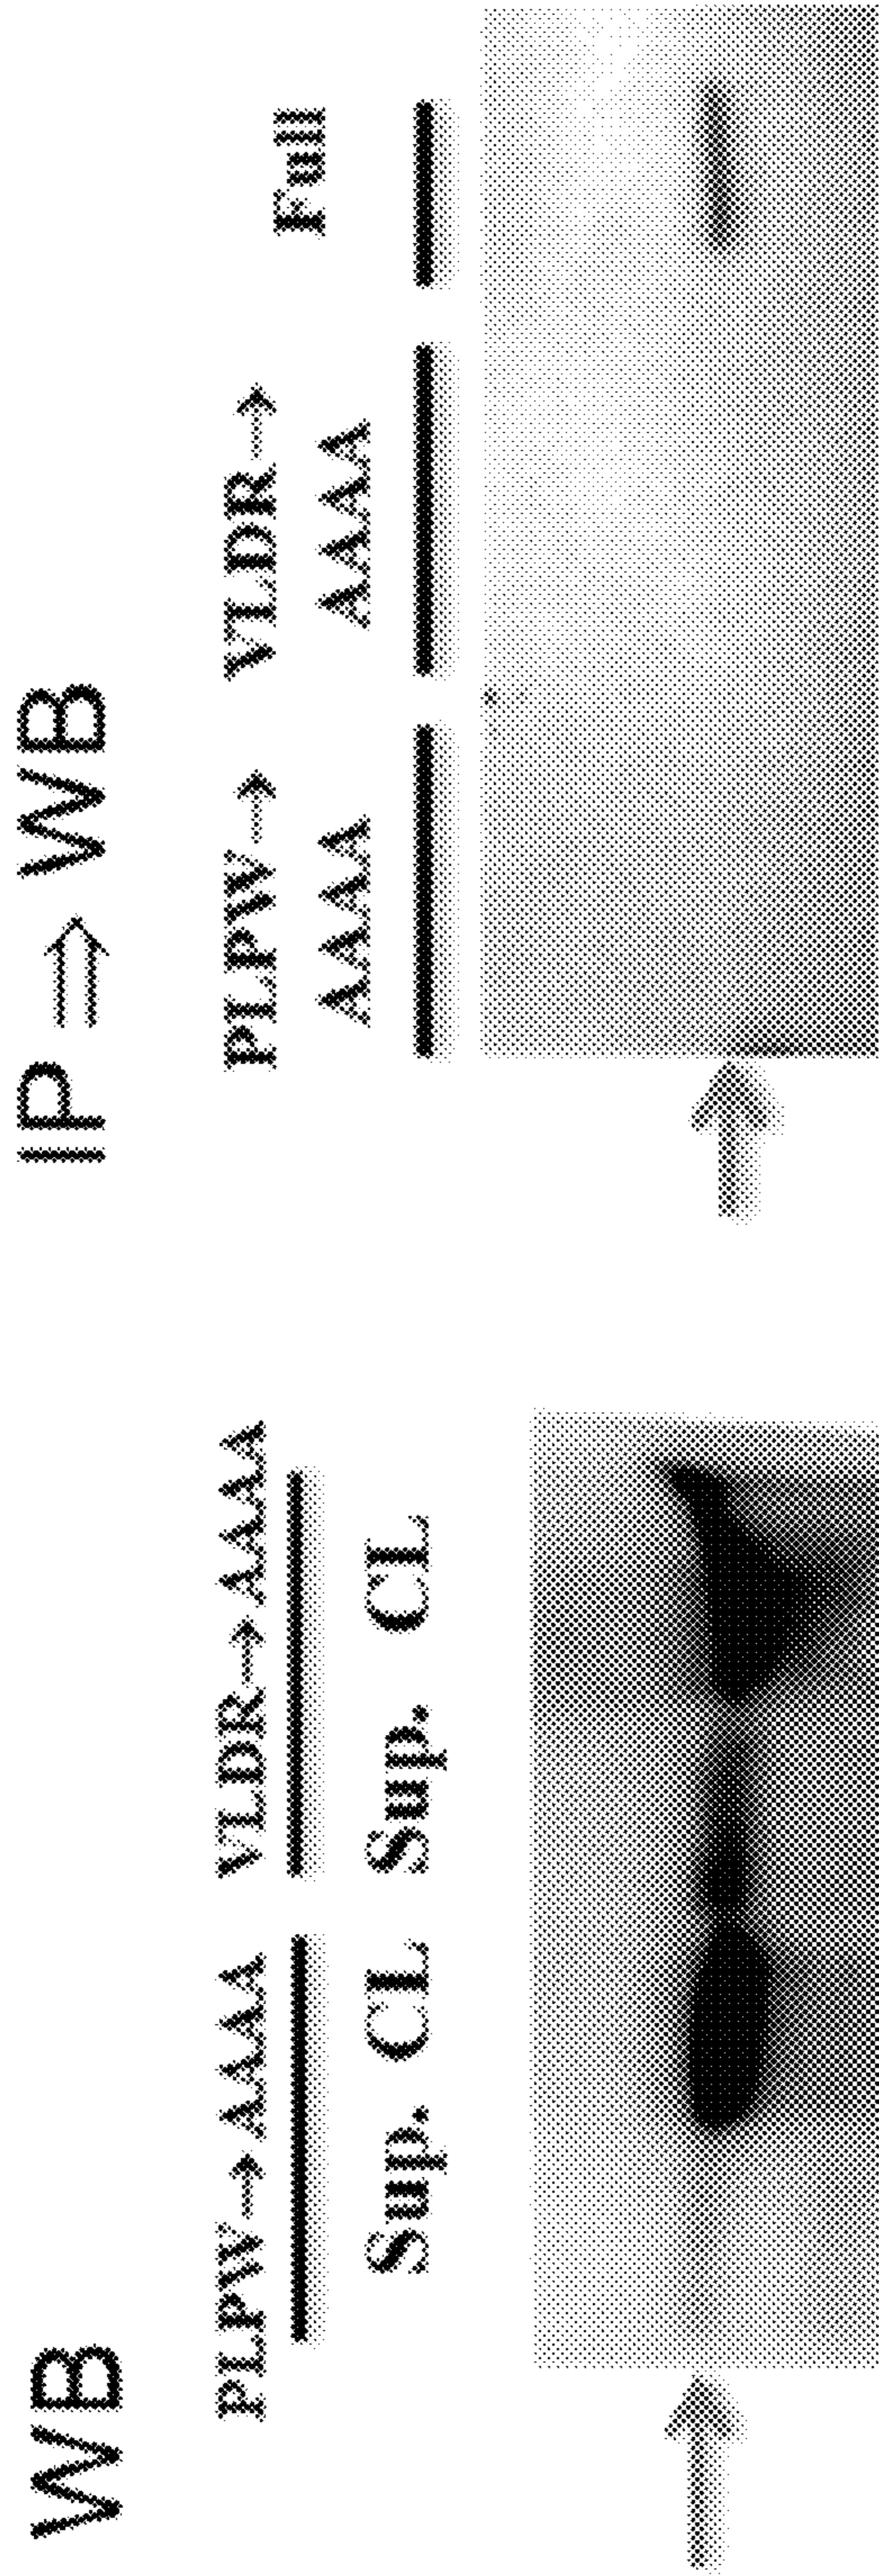 WB
PLPW→AAAA VLDR→AAAA
Sup. CL Sup. CL
IP ⇒ WB
PLPW→ VLDR→ Full
AAAA AAAA